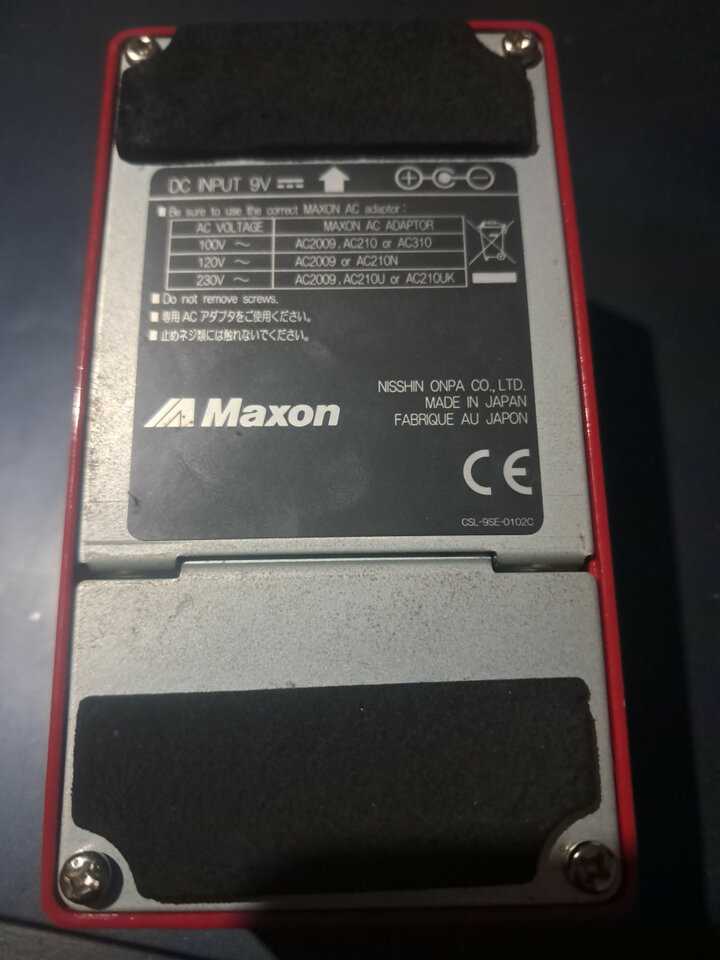 DC INPUT 9V
■ Be sure to use the correct MAXON AC adaptor :
AC VOLTAGE MAXON AC ADAPTOR
100V ～ AC2009, AC210 or AC310
120V ～ AC2009 or AC210N
230V ～ AC2009, AC210U or AC210UK
■ Do not remove screws.
■ 専用 AC アダプタをご使用ください。
■ 止めネジ類には触れないでください。
Maxon
NISSHIN ONPA CO., LTD.
MADE IN JAPAN
FABRIQUE AU JAPON
CE
CSL-9SE-0102C